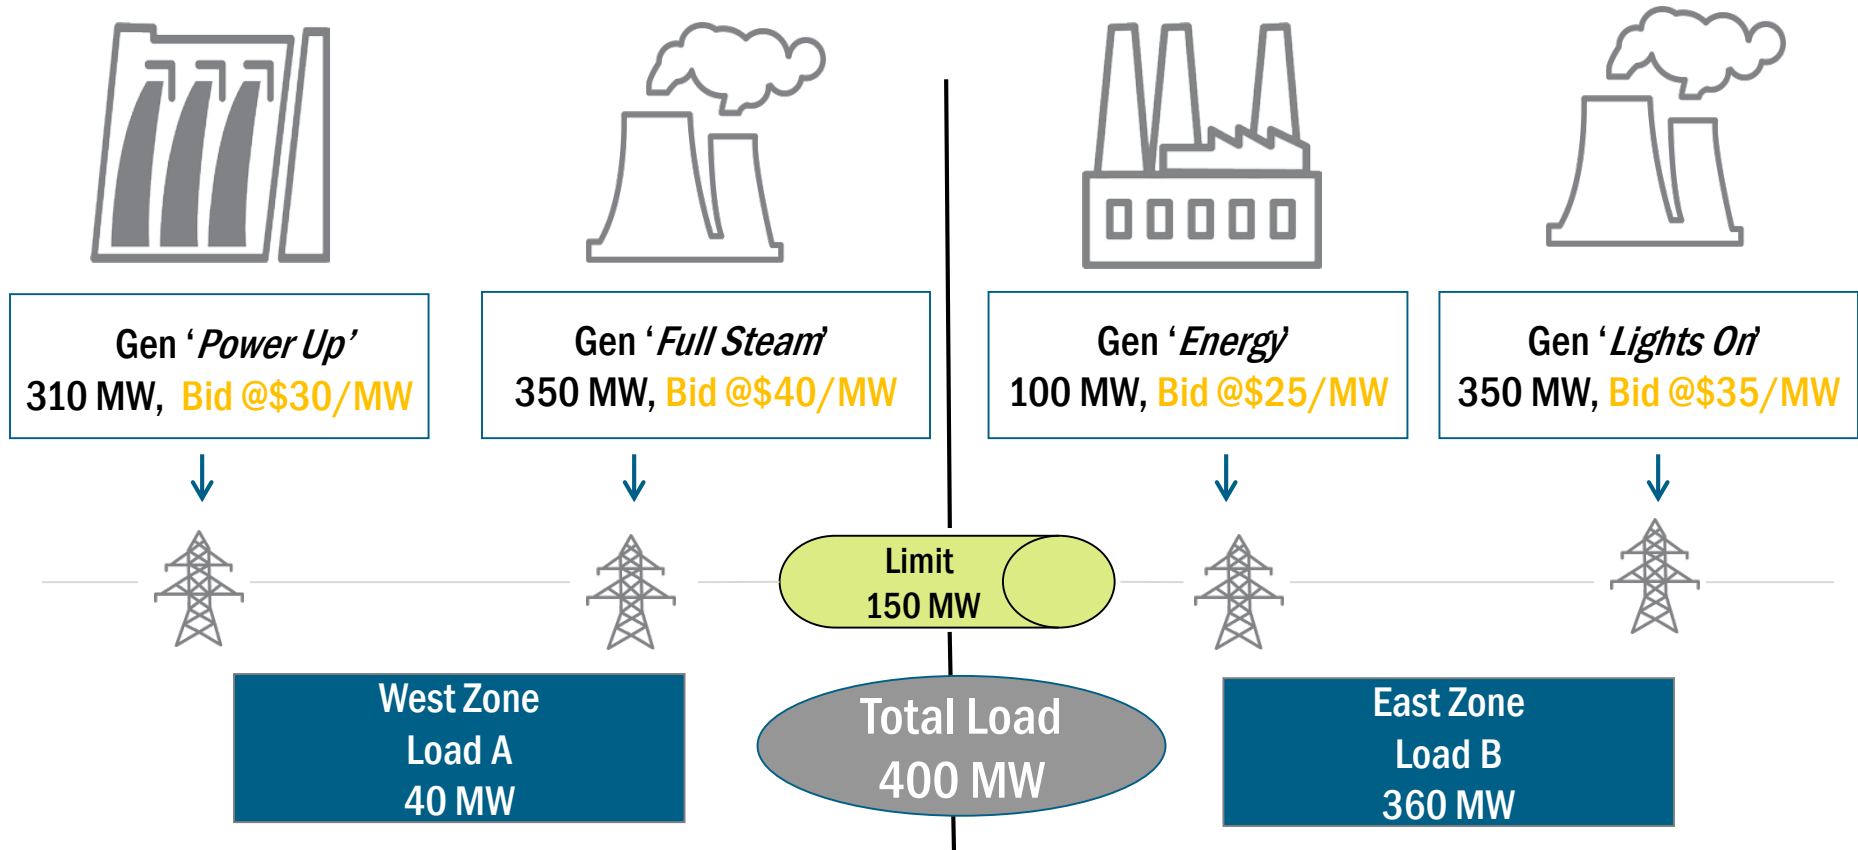 Gen ‘Power Up’
310 MW, Bid @$30/MW
Gen ‘Full Steam’
350 MW, Bid @$40/MW
Gen ‘Energy’
100 MW, Bid @$25/MW
Gen ‘Lights On’
350 MW, Bid @$35/MW
Limit
150 MW
West Zone
Load A
40 MW
Total Load
400 MW
East Zone
Load B
360 MW